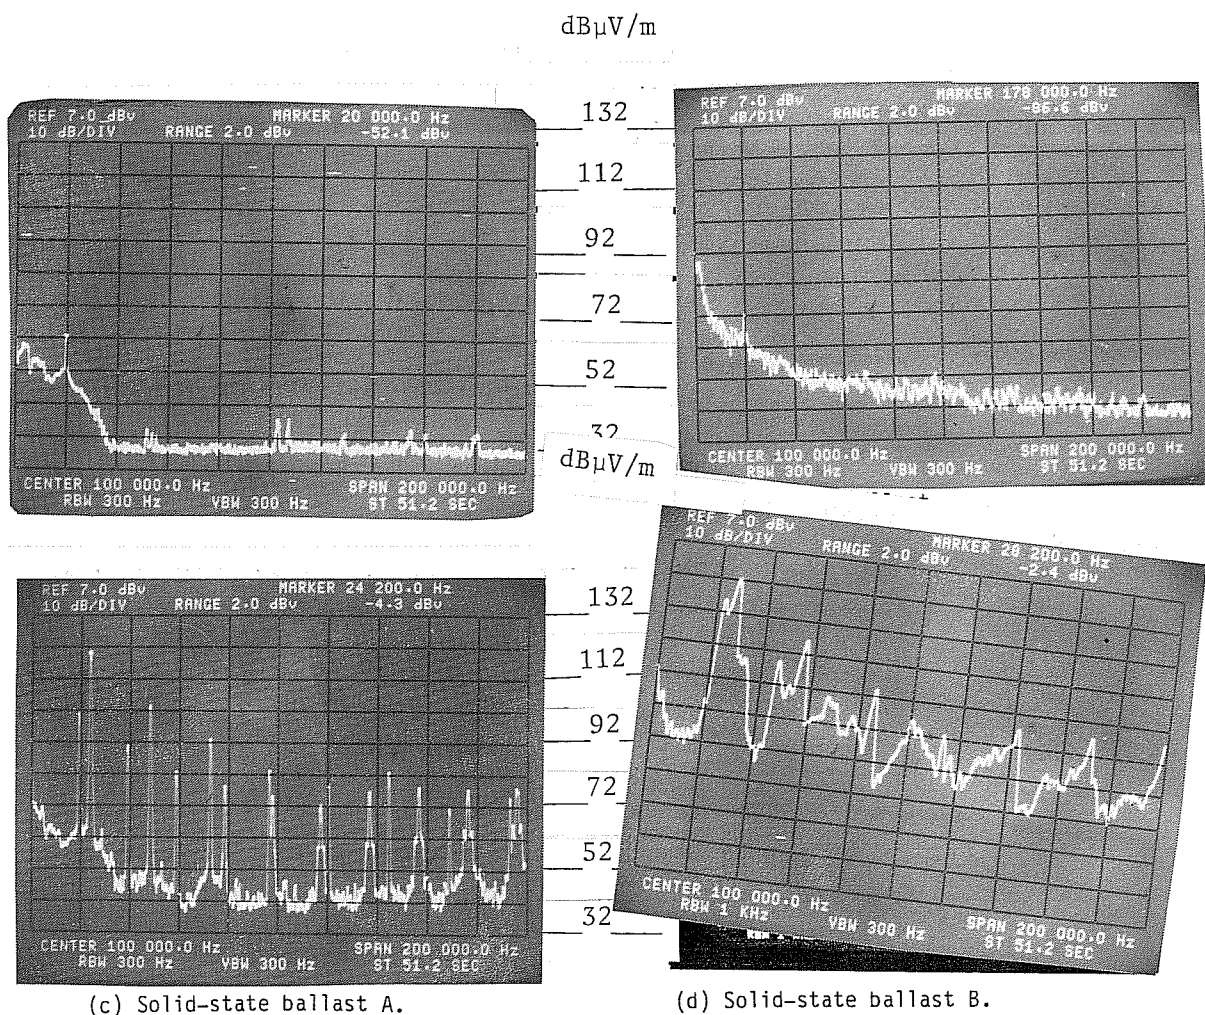 dBµV/m
REF 7.0 dBv MARKER 20 000.0 Hz
10 dB/DIV RANGE 2.0 dBv -52.1 dBv
CENTER 100 000.0 Hz SPAN 200 000.0 Hz
RBW 300 Hz VBW 300 Hz ST 51.2 SEC
132
112
92
72
52
32
REF 7.0 dBv MARKER 178 000.0 Hz
10 dB/DIV RANGE 2.0 dBv -86.6 dBv
CENTER 100 000.0 Hz SPAN 200 000.0 Hz
RBW 300 Hz VBW 300 Hz ST 51.2 SEC
dBµV/m
REF 7.0 dBv MARKER 24 200.0 Hz
10 dB/DIV RANGE 2.0 dBv -4.3 dBv
CENTER 100 000.0 Hz SPAN 200 000.0 Hz
RBW 300 Hz VBW 300 Hz ST 51.2 SEC
132
112
92
72
52
32
REF 7.0 dBv MARKER 28 200.0 Hz
10 dB/DIV RANGE 2.0 dBv -2.4 dBv
CENTER 100 000.0 Hz SPAN 200 000.0 Hz
RBW 1 KHz VBW 300 Hz ST 51.2 SEC
(c) Solid-state ballast A.
(d) Solid-state ballast B.